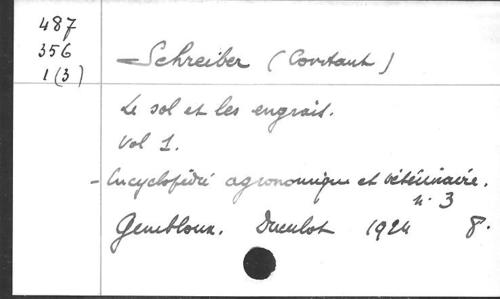 487
356
1(3)
Schreiber (Constant)
Le sol et les engrais.
Vol 1.
- Encyclopédie agronomique et vétérinaire.
n. 3
Gembloux. Duculot 1924 8°.